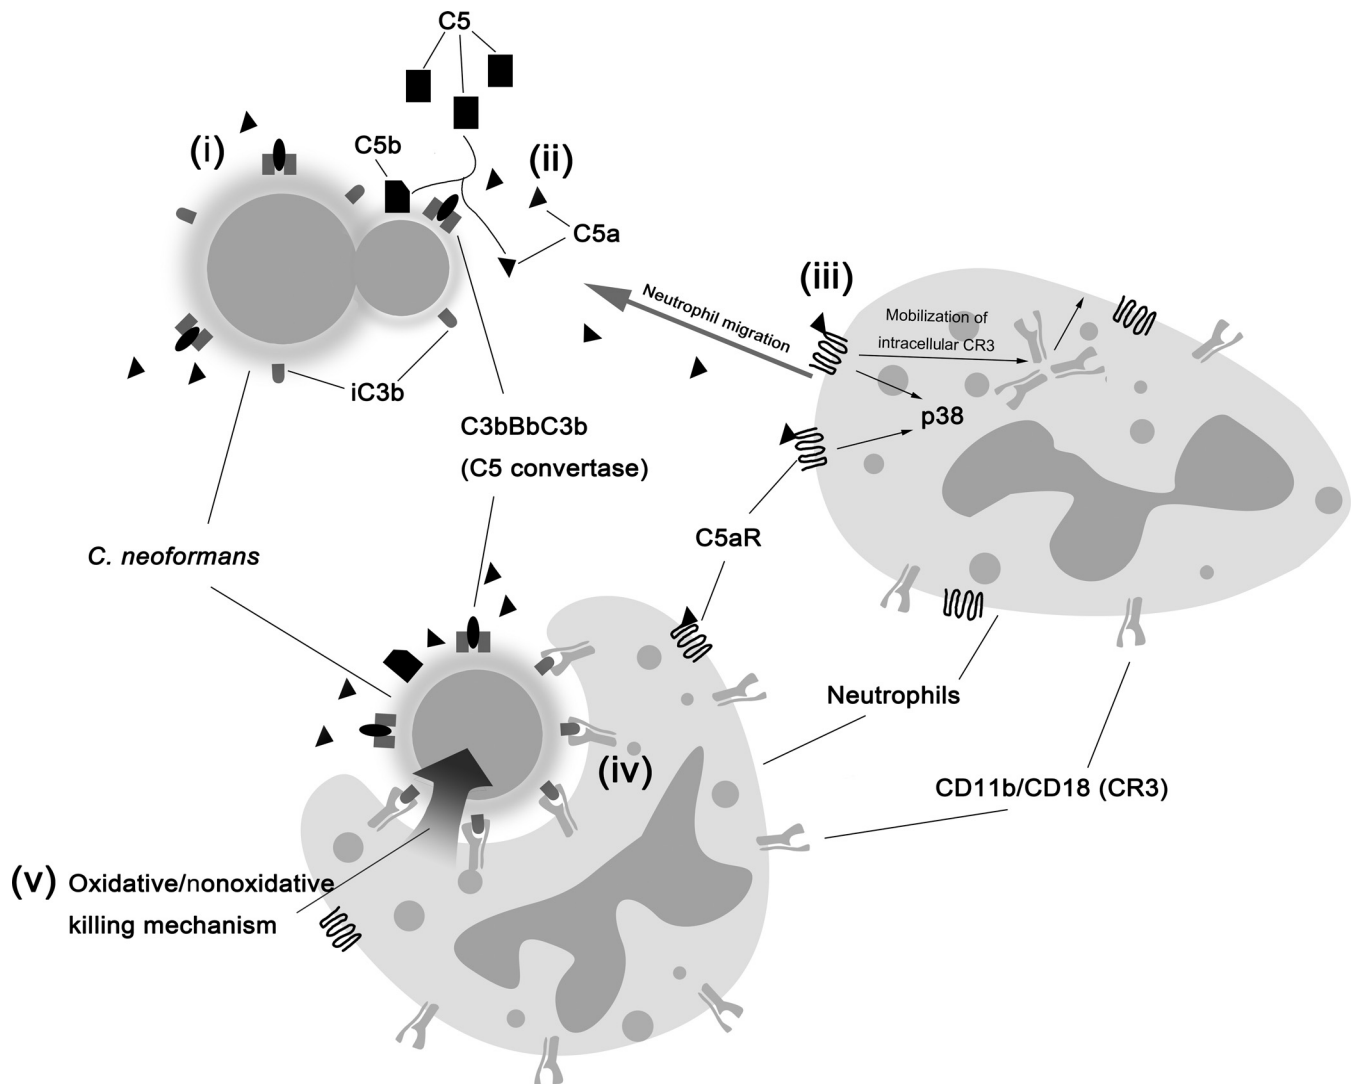 C5
(i)
C5b
(ii)
C5a
(iii)
Neutrophil migration
Mobilization of
intracellular CR3
p38
iC3b
C3bBbC3b
(C5 convertase)
C. neoformans
C5aR
Neutrophils
(iv)
CD11b/CD18 (CR3)
(v) Oxidative/nonoxidative
killing mechanism